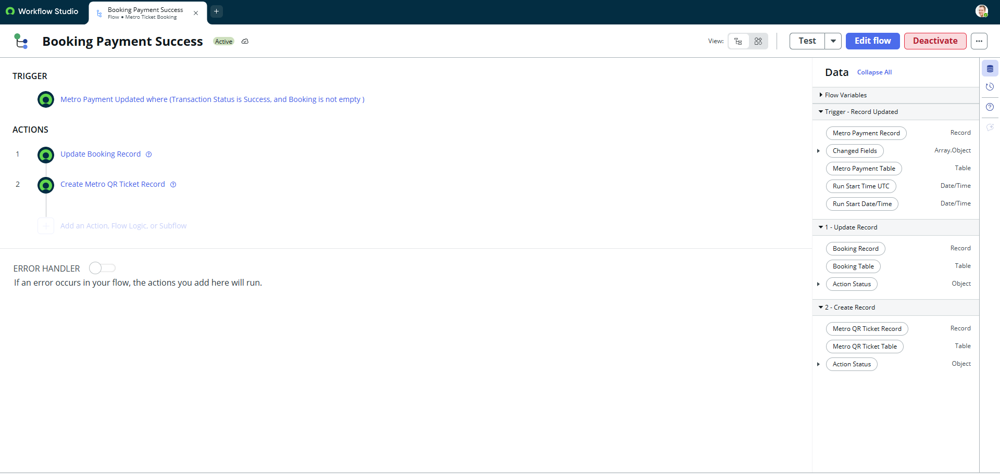 Workflow Studio
Booking Payment Success
Flow • Metro Ticket Booking
Booking Payment Success
Active
View:
Test
Edit flow
Deactivate
TRIGGER
Metro Payment Updated where (Transaction Status is Success, and Booking is not empty )
ACTIONS
1
Update Booking Record
2
Create Metro QR Ticket Record
Add an Action, Flow Logic, or Subflow
ERROR HANDLER
If an error occurs in your flow, the actions you add here will run.
Data
Collapse All
Flow Variables
Trigger - Record Updated
Metro Payment Record Record
Changed Fields Array.Object
Metro Payment Table Table
Run Start Time UTC Date/Time
Run Start Date/Time Date/Time
1 - Update Record
Booking Record Record
Booking Table Table
Action Status Object
2 - Create Record
Metro QR Ticket Record Record
Metro QR Ticket Table Table
Action Status Object